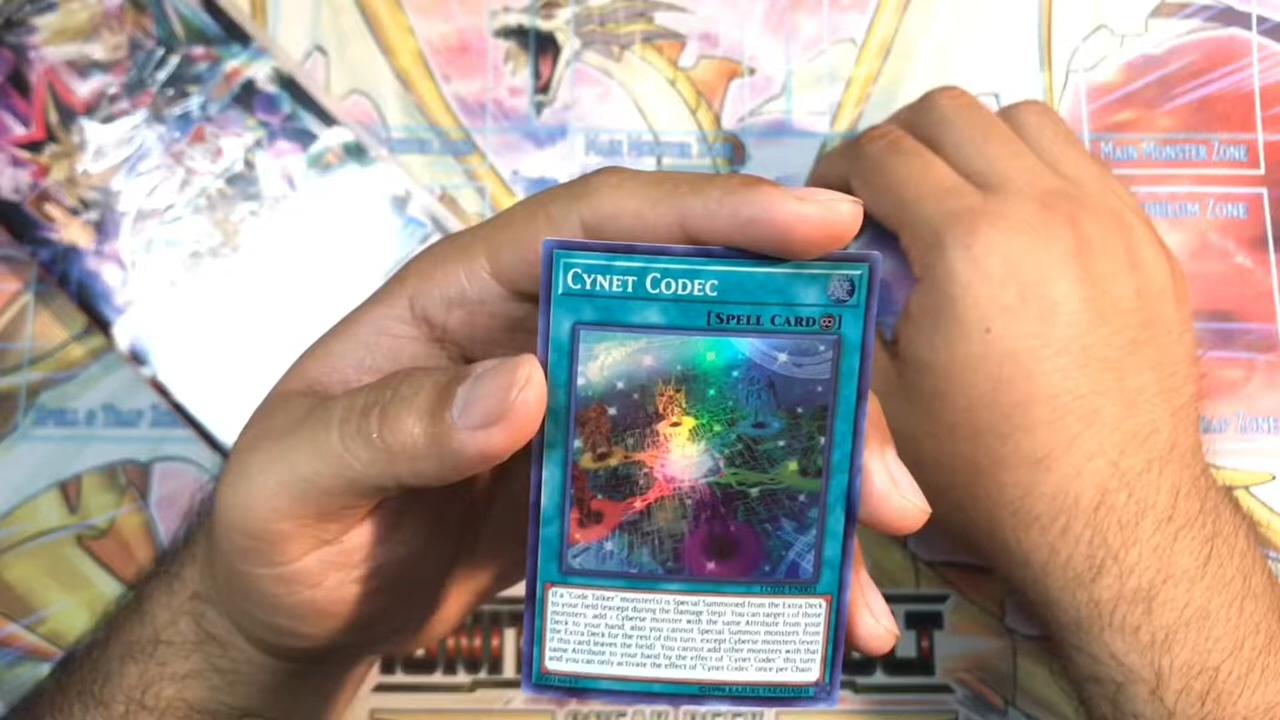 MAIN MONSTER ZONE
MAIN MONSTER ZONE
ZONE
CYNET CODEC
[SPELL CARD]
SPELL & TRAP
ZONE
If a "Code Talker" monster(s) is Special Summoned from the Extra Deck
to your field (except during the Damage Step): You can target 1 of those
monsters; add 1 Cyberse monster with the same Attribute from your
Deck to your hand, also you cannot Special Summon monsters from
the Extra Deck for the rest of this turn, except Cyberse monsters (even
if this card leaves the field). You cannot add other monsters with that
same Attribute to your hand by the effect of "Cynet Codec" this turn
and you can only activate the effect of "Cynet Codec" once per Chain
©1996 KAZUKI TAKAHASHI